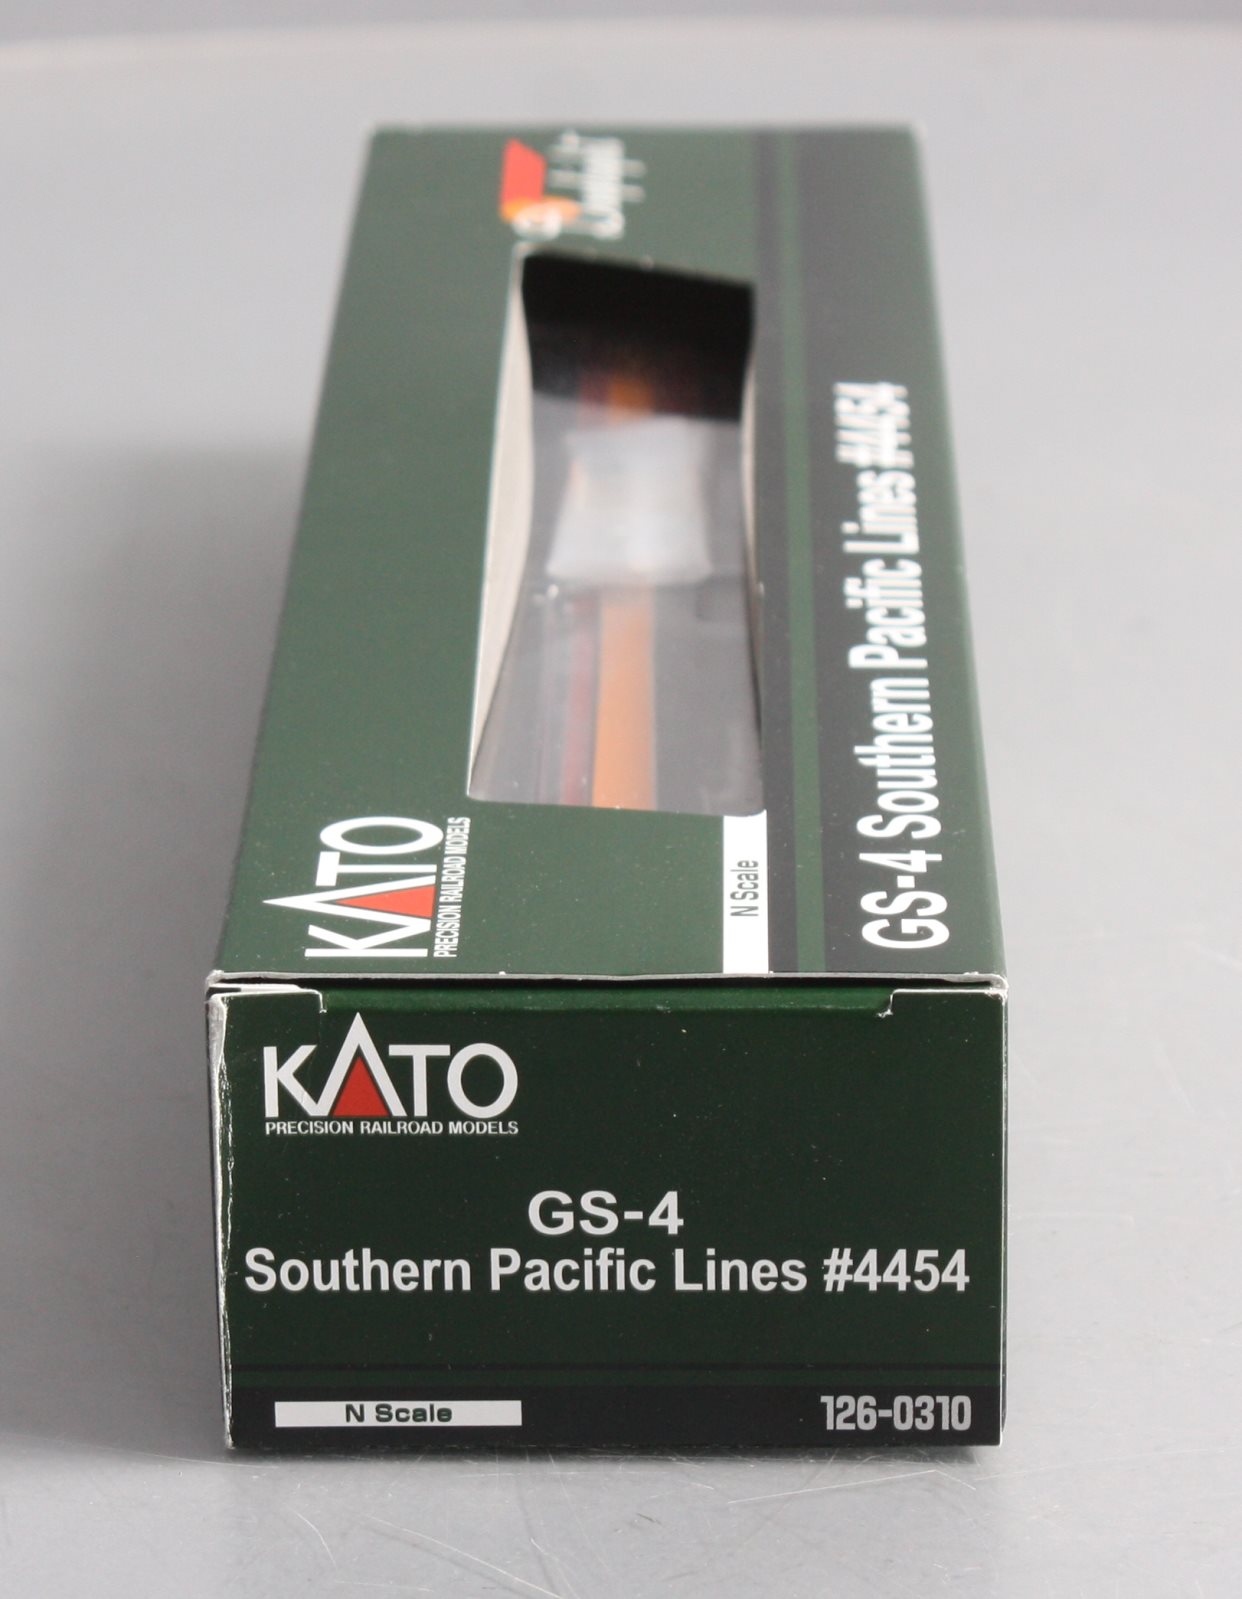 Daylight
KATO
PRECISION RAILROAD MODELS
N Scale
GS-4 Southern Pacific Lines #4454
KATO
PRECISION RAILROAD MODELS
GS-4
Southern Pacific Lines #4454
N Scale
126-0310